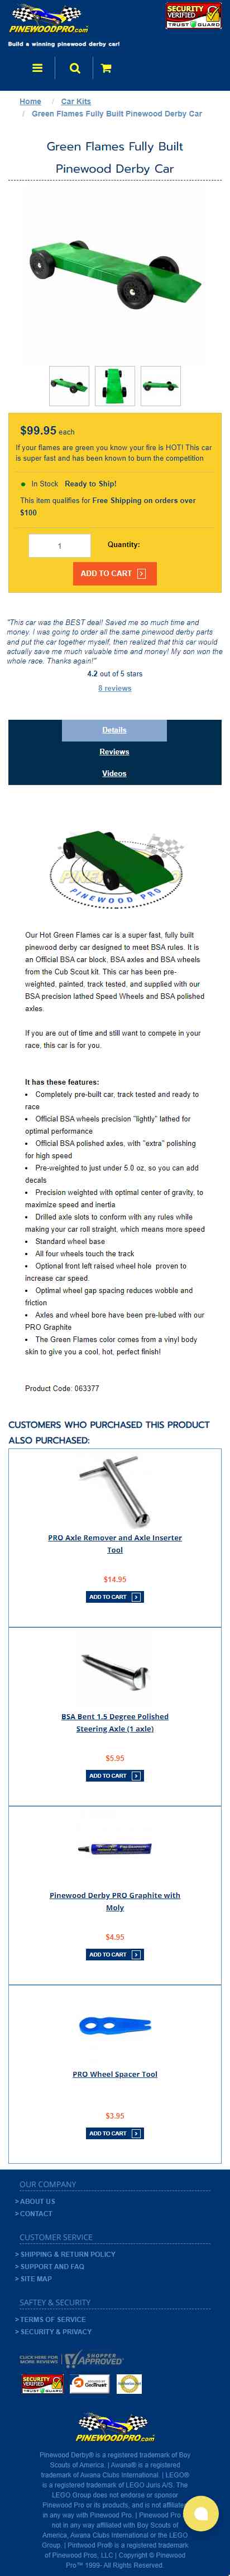 PINEWOODPRO.COM
SECURITY
VERIFIED
TRUST GUARD
Build a winning pinewood derby car!
Home / Car Kits
/ Green Flames Fully Built Pinewood Derby Car
Green Flames Fully Built
Pinewood Derby Car
$99.95 each
If your flames are green you know your fire is HOT! This car
is super fast and has been known to burn the competition
In Stock Ready to Ship!
This item qualifies for Free Shipping on orders over
$100
1
Quantity:
ADD TO CART
"This car was the BEST deal! Saved me so much time and
money. I was going to order all the same pinewood derby parts
and put the car together myself, then realized that this car would
actually save me much valuable time and money! My son won the
whole race. Thanks again!"
4.2 out of 5 stars
8 reviews
Details
Reviews
Videos
Our Hot Green Flames car is a super fast, fully built
pinewood derby car designed to meet BSA rules. It is
an Official BSA car block, BSA axles and BSA wheels
from the Cub Scout kit. This car has been pre-
weighted, painted, track tested, and supplied with our
BSA precision lathed Speed Wheels and BSA polished
axles.
If you are out of time and still want to compete in your
race, this car is for you.
It has these features:
• Completely pre-built car, track tested and ready to
race
• Official BSA wheels precision "lightly" lathed for
optimal performance
• Official BSA polished axles, with "extra" polishing
for high speed
• Pre-weighted to just under 5.0 oz, so you can add
decals
• Precision weighted with optimal center of gravity, to
maximize speed and inertia
• Drilled axle slots to conform with any rules while
making your car roll straight, which means more speed
• Standard wheel base
• All four wheels touch the track
• Optional front left raised wheel hole proven to
increase car speed.
• Optimal wheel gap spacing reduces wobble and
friction
• Axles and wheel bore have been pre-lubed with our
PRO Graphite
• The Green Flames color comes from a vinyl body
skin to give you a cool, hot, perfect finish!
Product Code: 063377
CUSTOMERS WHO PURCHASED THIS PRODUCT
ALSO PURCHASED:
PRO Axle Remover and Axle Inserter
Tool
$14.95
ADD TO CART
BSA Bent 1.5 Degree Polished
Steering Axle (1 axle)
$5.95
ADD TO CART
Pinewood Derby PRO Graphite with
Moly
$4.95
ADD TO CART
PRO Wheel Spacer Tool
$3.95
ADD TO CART
OUR COMPANY
> ABOUT US
> CONTACT
CUSTOMER SERVICE
> SHIPPING & RETURN POLICY
> SUPPORT AND FAQ
> SITE MAP
SAFTEY & SECURITY
> TERMS OF SERVICE
> SECURITY & PRIVACY
CLICK HERE FOR
MORE REVIEWS
SHOPPER
APPROVED
SECURITY
VERIFIED
TRUST GUARD
GeoTrust
PINEWOODPRO.COM
Pinewood Derby® is a registered trademark of Boy
Scouts of America. | Awana® is a registered
trademark of Awana Clubs International. | LEGO®
is a registered trademark of LEGO Juris A/S. The
LEGO Group does not endorse or sponsor
Pinewood Pro or its products, and is not affiliated
in any way with Pinewood Pro. | Pinewood Pro is
not in any way affiliated with Boy Scouts of
America, Awana Clubs International or the LEGO
Group. | Pintwood Pro® is a registered trademark
of Pinewood Pros, LLC | Copyright © Pinewood
Pro™ 1999- All Rights Reserved.